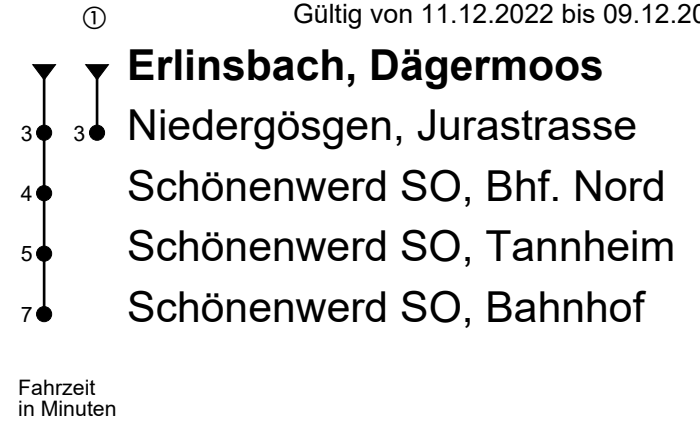 ① Gültig von 11.12.2022 bis 09.12.20
Erlinsbach, Dägermoos
3 3 Niedergösgen, Jurastrasse
4 Schönenwerd SO, Bhf. Nord
5 Schönenwerd SO, Tannheim
7 Schönenwerd SO, Bahnhof
Fahrzeit
in Minuten